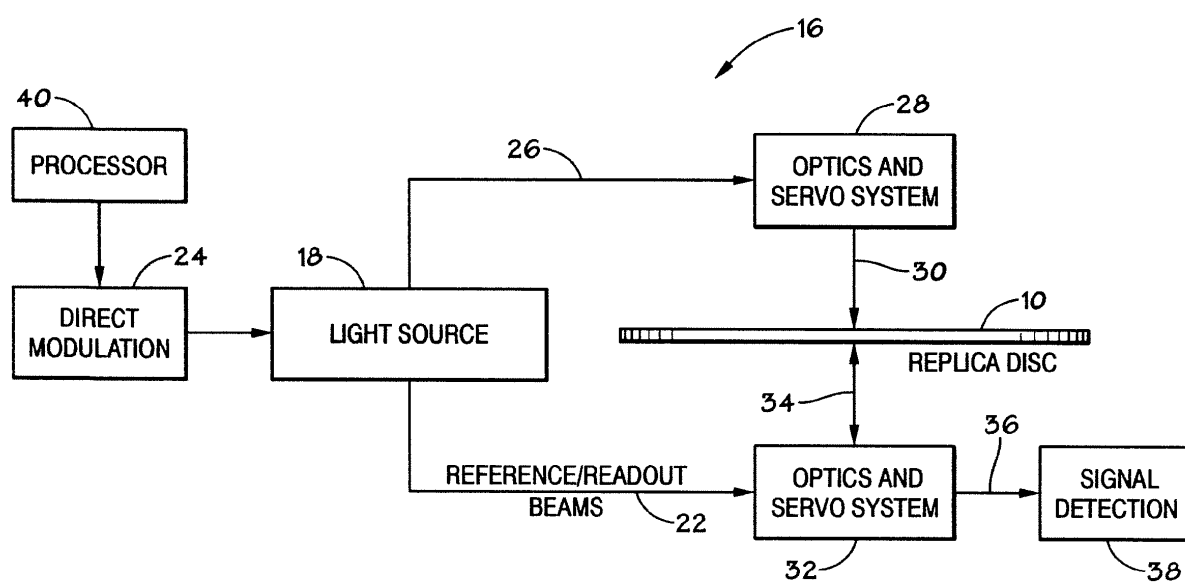 16
40
PROCESSOR
28
26
OPTICS AND
SERVO SYSTEM
24
DIRECT
MODULATION
18
LIGHT SOURCE
30
10
REPLICA DISC
34
REFERENCE/READOUT
BEAMS
22
OPTICS AND
SERVO SYSTEM
32
36
SIGNAL
DETECTION
38